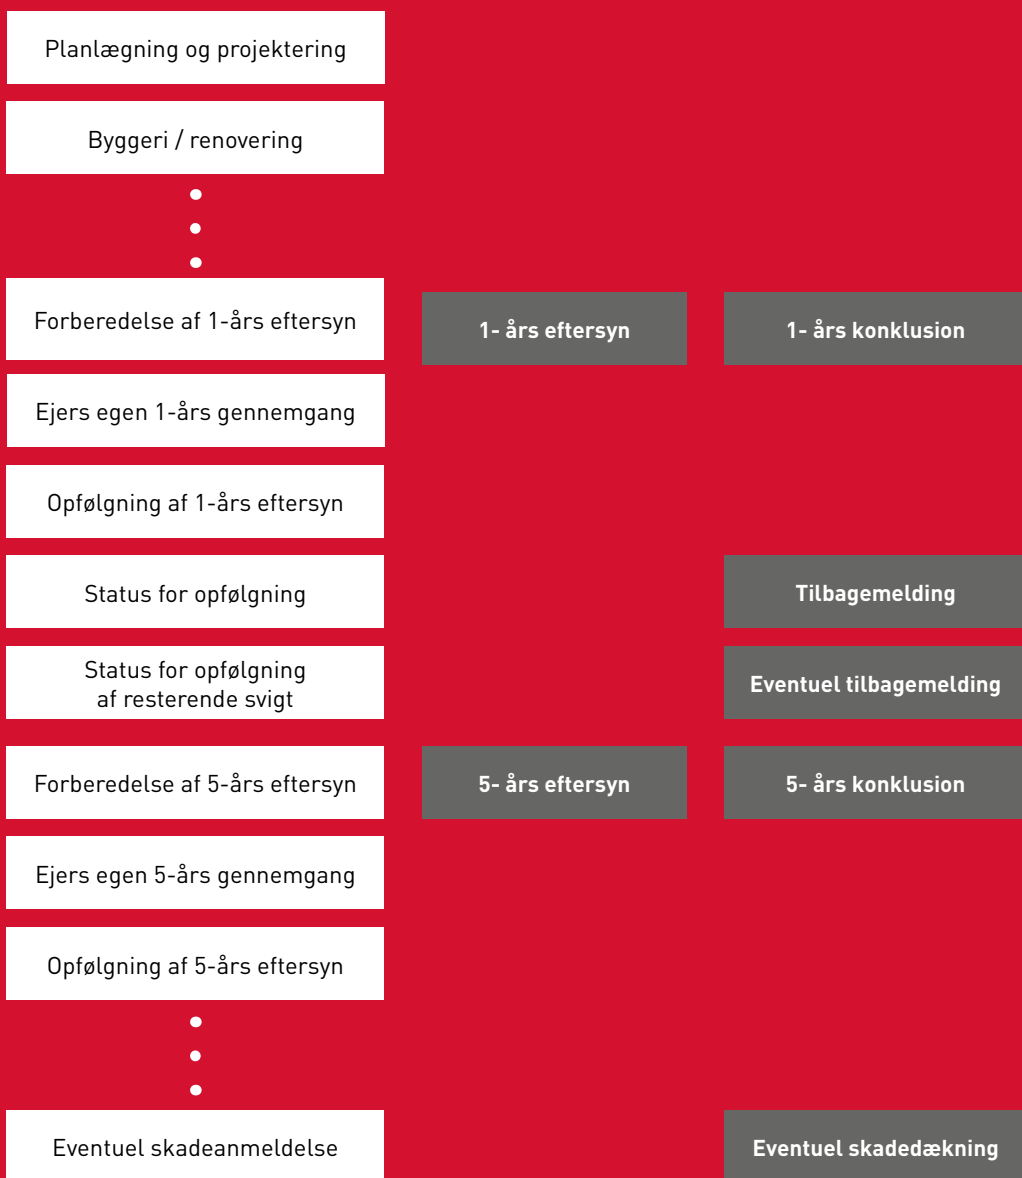 Planlægning og projektering
Byggeri / renovering
Forberedelse af 1-års eftersyn
1- års eftersyn
1- års konklusion
Ejers egen 1-års gennemgang
Opfølgning af 1-års eftersyn
Status for opfølgning
Tilbagemelding
Status for opfølgning
af resterende svigt
Eventuel tilbagemelding
Forberedelse af 5-års eftersyn
5- års eftersyn
5- års konklusion
Ejers egen 5-års gennemgang
Opfølgning af 5-års eftersyn
Eventuel skadeanmeldelse
Eventuel skadedækning